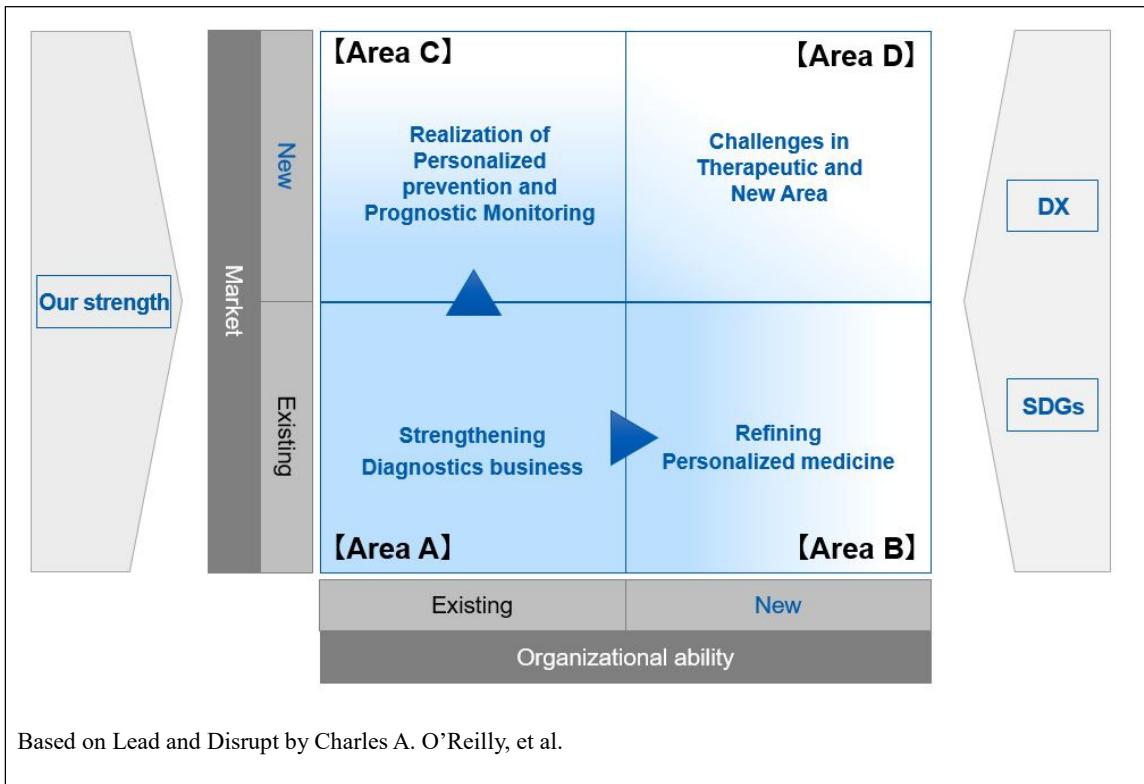 【Area C】
【Area D】
Realization of
Personalized
prevention and
Prognostic Monitoring
Challenges in
Therapeutic and
New Area
New
DX
Market
Our strength
Existing
SDGs
Strengthening
Diagnostics business
Refining
Personalized medicine
【Area A】
【Area B】
Existing
New
Organizational ability
Based on Lead and Disrupt by Charles A. O’Reilly, et al.